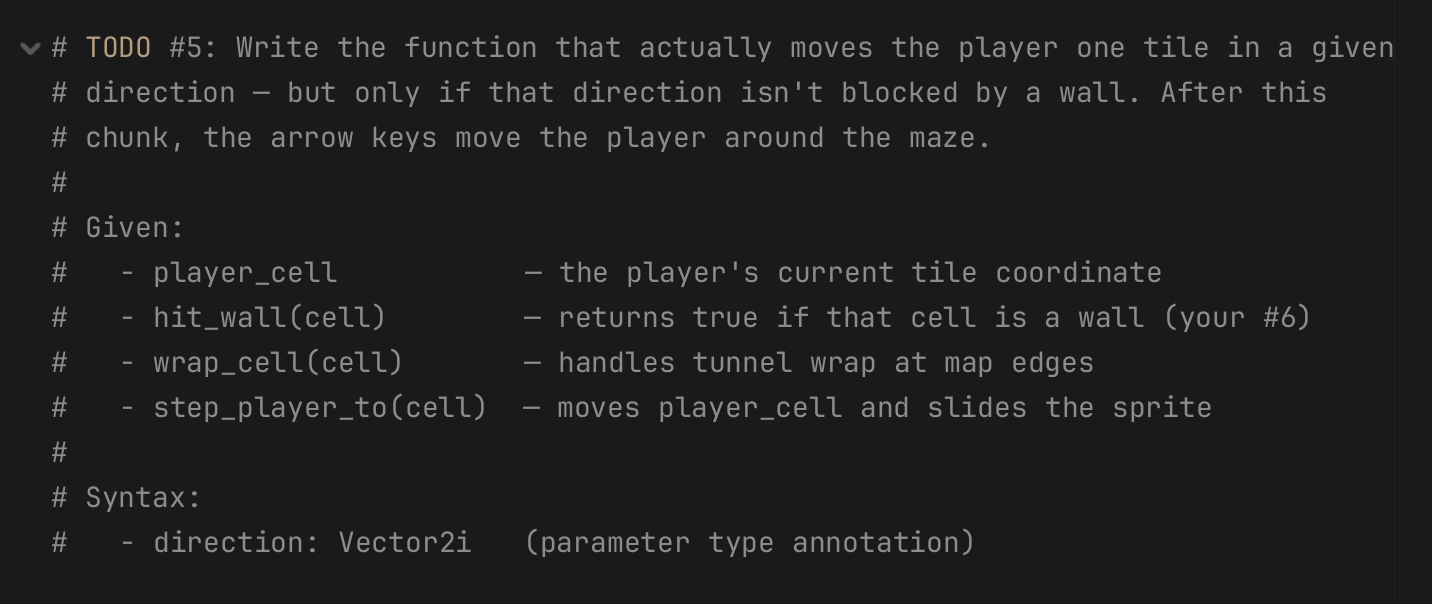 # TODO #5: Write the function that actually moves the player one tile in a given
# direction — but only if that direction isn't blocked by a wall. After this
# chunk, the arrow keys move the player around the maze.
#
# Given:
#   - player_cell           — the player's current tile coordinate
#   - hit_wall(cell)        — returns true if that cell is a wall (your #6)
#   - wrap_cell(cell)       — handles tunnel wrap at map edges
#   - step_player_to(cell)  — moves player_cell and slides the sprite
#
# Syntax:
#   - direction: Vector2i   (parameter type annotation)